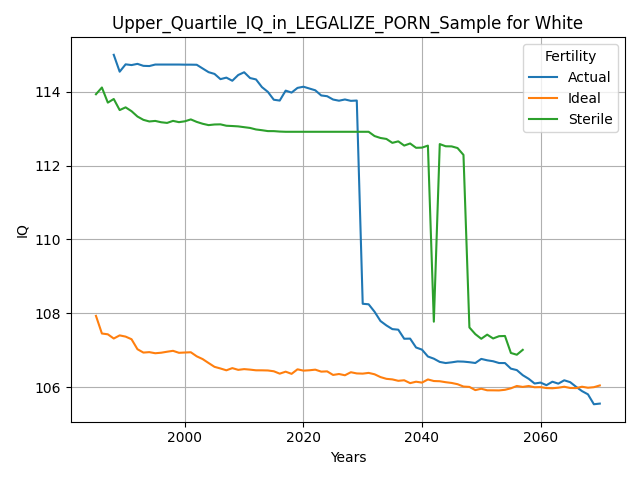 Upper_Quartile_IQ_in_LEGALIZE_PORN_Sample for White
Fertility
Actual
Ideal
Sterile
114
112
110
108
106
IQ
2000
2020
2040
2060
Years